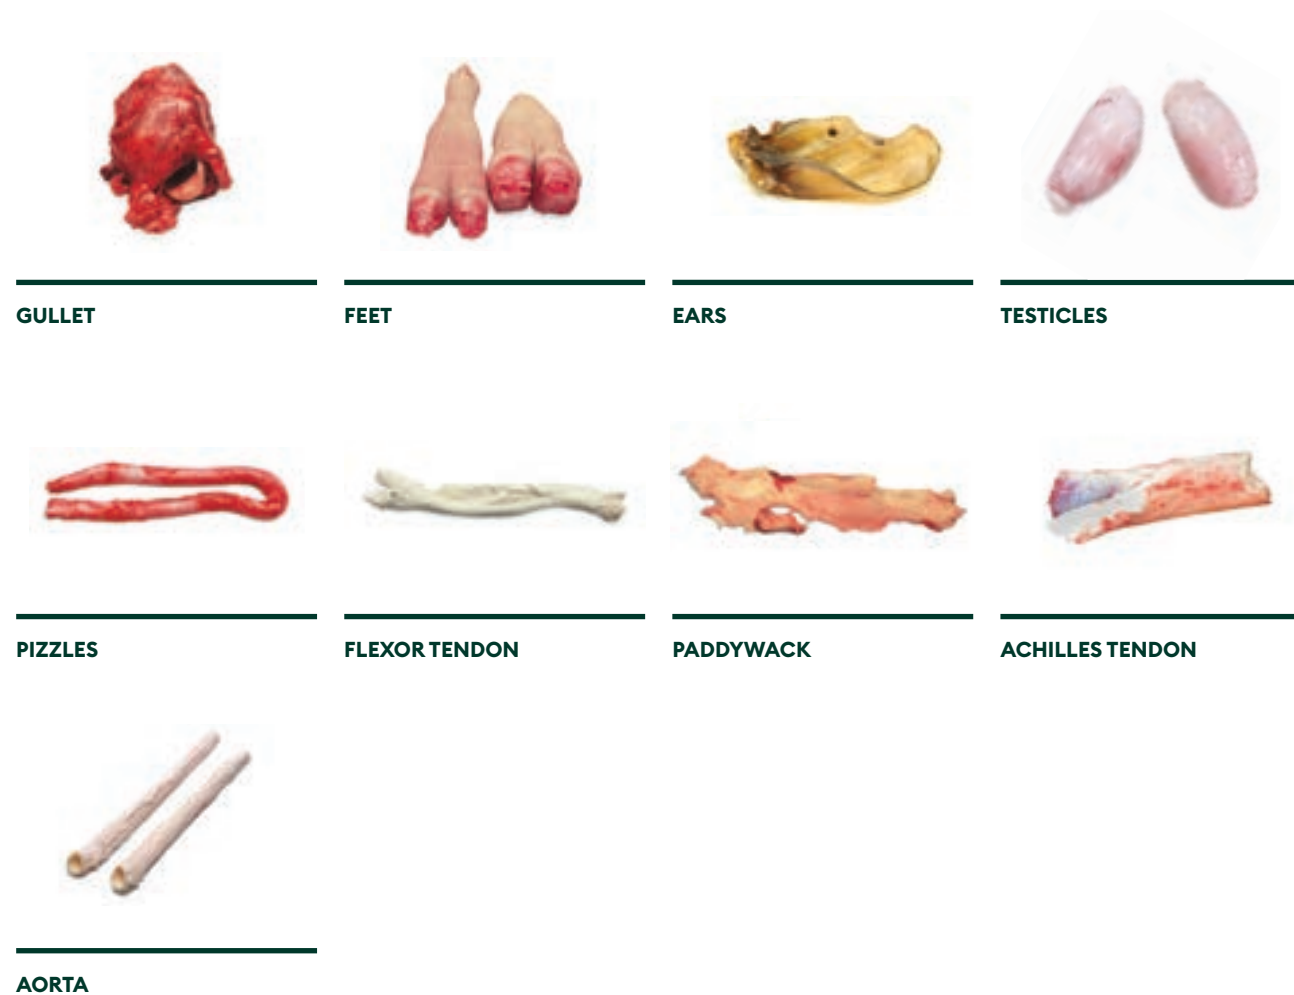 GULLET
FEET
EARS
TESTICLES
PIZZLES
FLEXOR TENDON
PADDYWACK
ACHILLES TENDON
AORTA